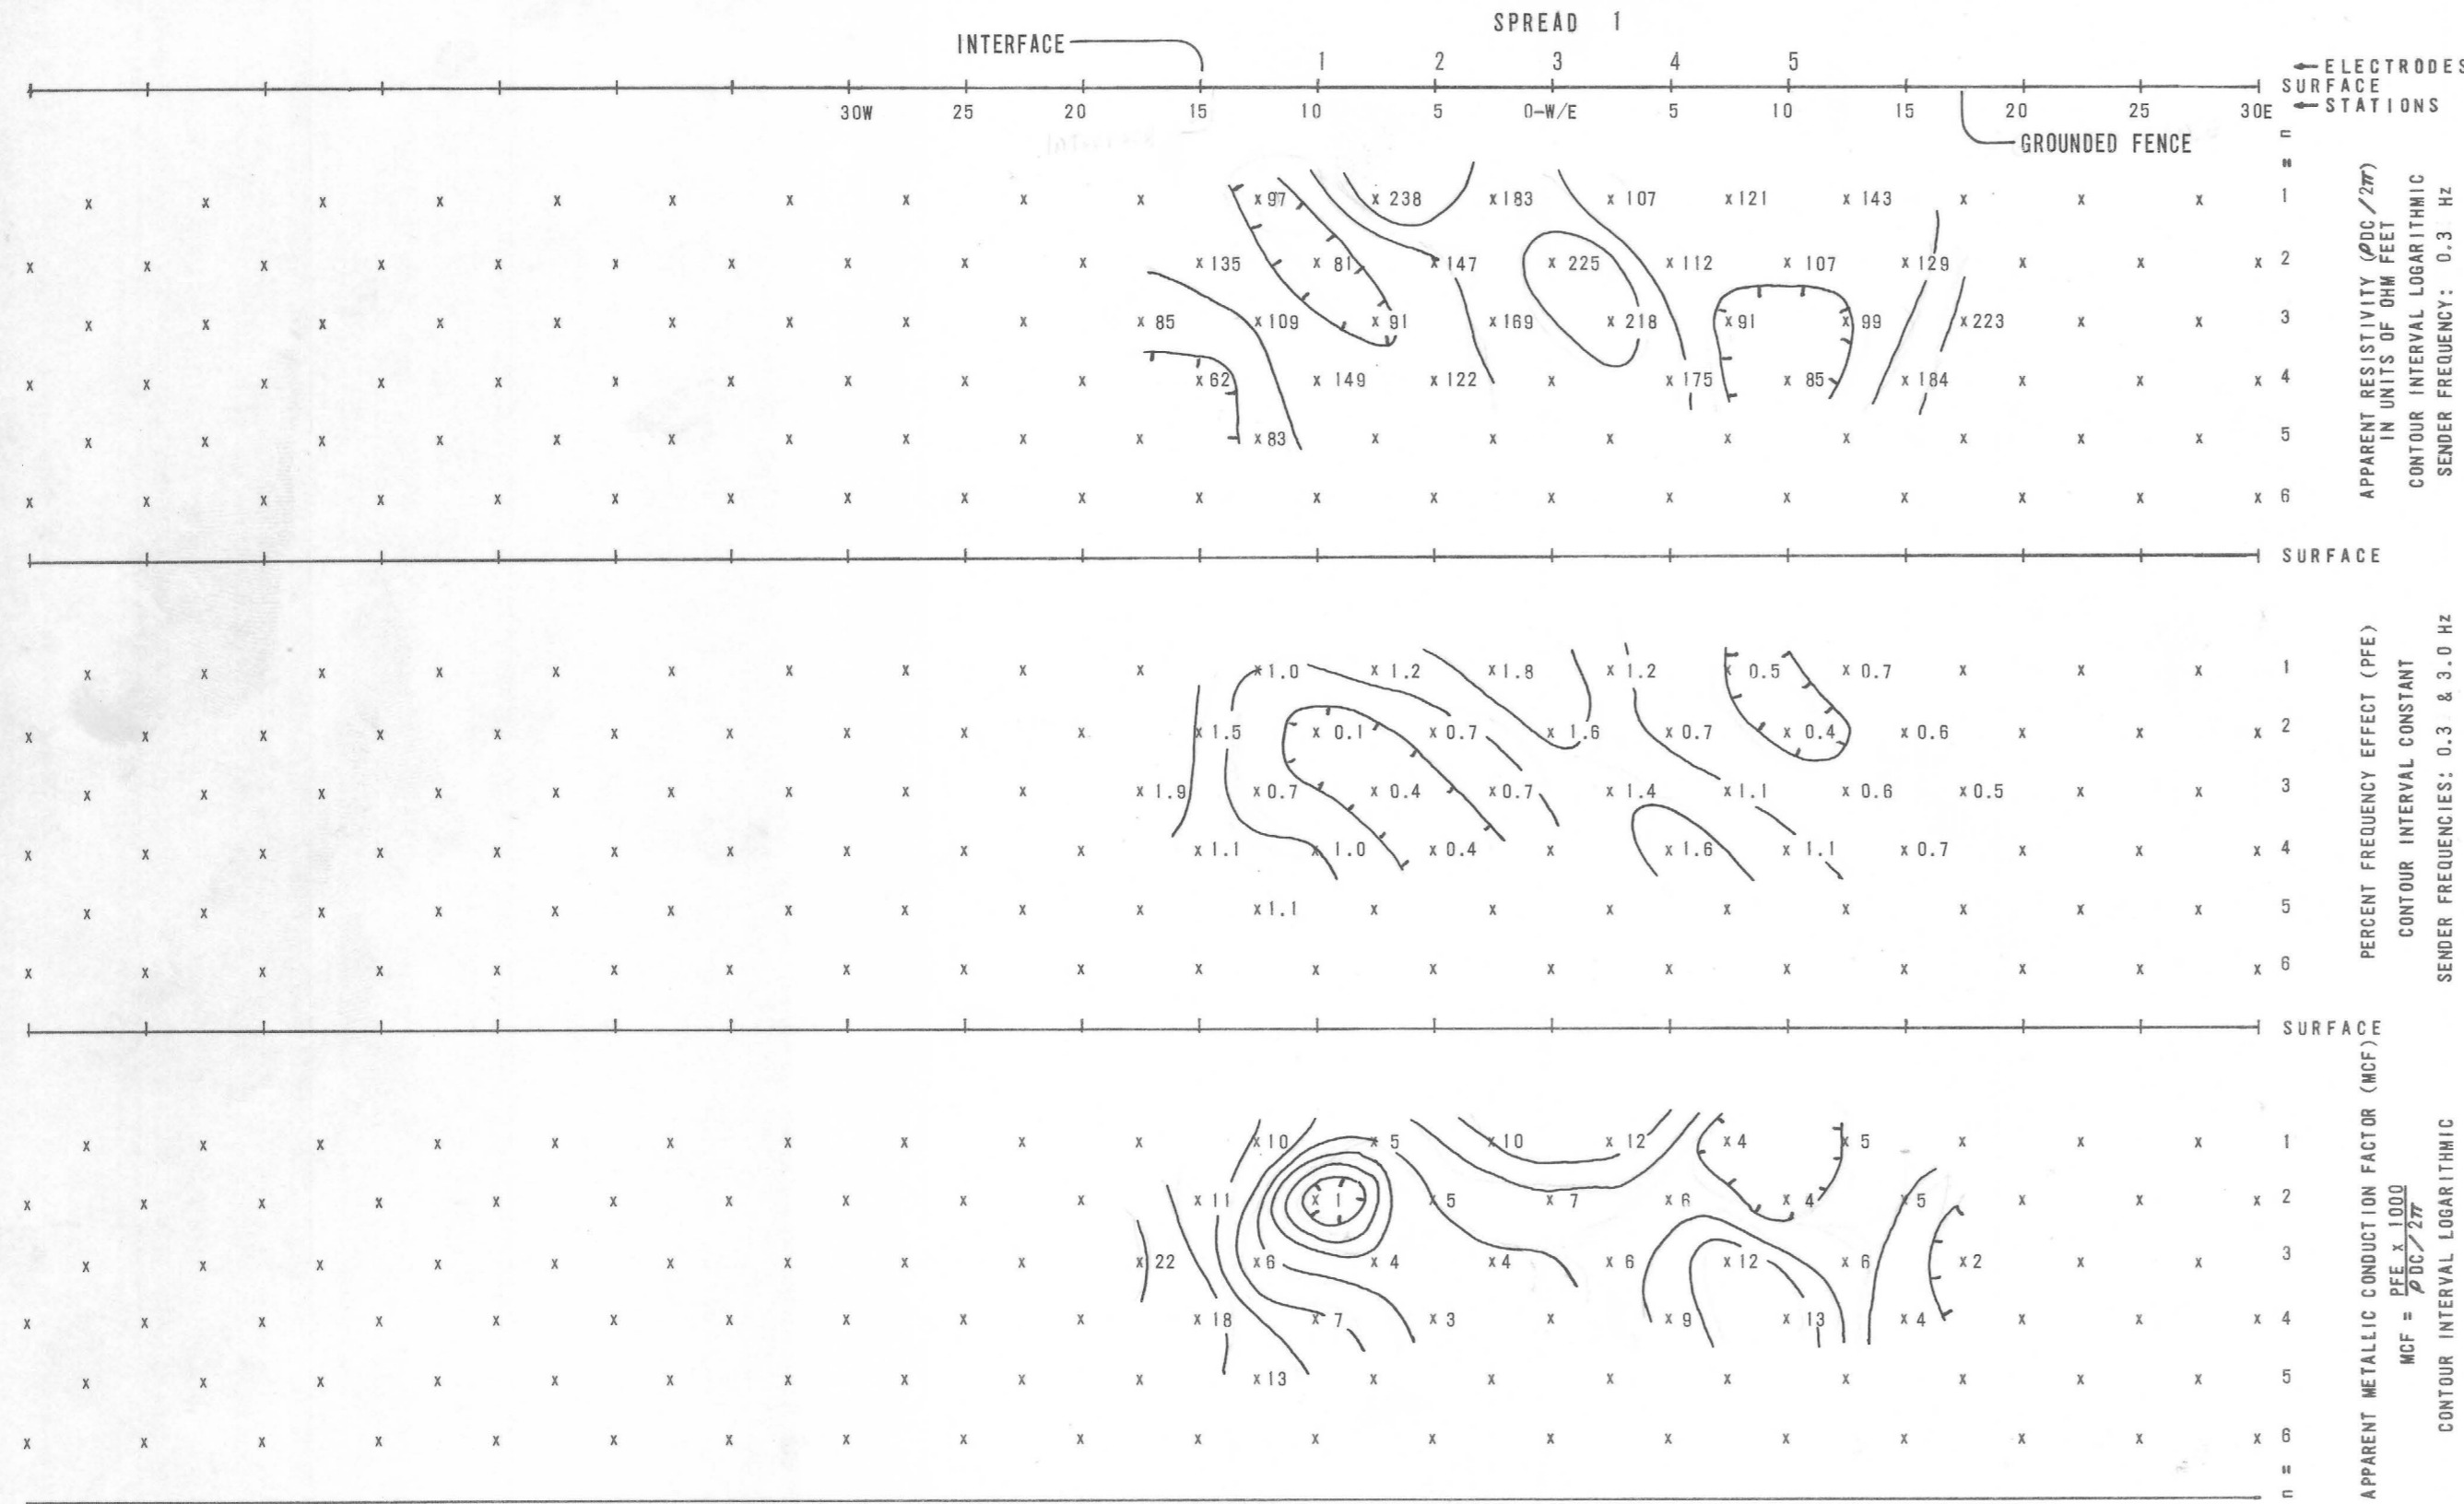 SPREAD 1
INTERFACE
1 2 3 4 5
←ELECTRODES
SURFACE
30W 25 20 15 10 5 0-W/E 5 10 15 20 25 30E
←STATIONS
GROUNDED FENCE
n
=
x x x x x x x x x x x 97 x 238 x 183 x 107 x 121 x 143 x x x 1
x x x x x x x x x x x 135 x 81 x 147 x 225 x 112 x 107 x 129 x x x 2
x x x x x x x x x x 85 x 109 x 91 x 169 x 218 x 91 x 99 x 223 x x 3
x x x x x x x x x x x 62 x 149 x 122 x x 175 x 85 x 184 x x x 4
x x x x x x x x x x x 83 x x x x x x x x 5
x x x x x x x x x x x x x x x x x x x x 6
APPARENT RESISTIVITY (ρDC/2π)
IN UNITS OF OHM FEET
CONTOUR INTERVAL LOGARITHMIC
SENDER FREQUENCY: 0.3 Hz
SURFACE
x x x x x x x x x x x 1.0 x 1.2 x 1.8 x 1.2 x 0.5 x 0.7 x x x 1
x x x x x x x x x x x 1.5 x 0.1 x 0.7 x 1.6 x 0.7 x 0.4 x 0.6 x x x 2
x x x x x x x x x x 1.9 x 0.7 x 0.4 x 0.7 x 1.4 x 1.1 x 0.6 x 0.5 x x 3
x x x x x x x x x x x 1.1 x 1.0 x 0.4 x x 1.6 x 1.1 x 0.7 x x x 4
x x x x x x x x x x x 1.1 x x x x x x x x 5
x x x x x x x x x x x x x x x x x x x x 6
PERCENT FREQUENCY EFFECT (PFE)
CONTOUR INTERVAL CONSTANT
SENDER FREQUENCIES: 0.3 & 3.0 Hz
SURFACE
x x x x x x x x x x x 10 x 5 x 10 x 12 x 4 x 5 x x x 1
x x x x x x x x x x x 11 x 1 x 5 x 7 x 6 x 4 x 5 x x x 2
x x x x x x x x x x 22 x 6 x 4 x 4 x 6 x 12 x 6 x 2 x x 3
x x x x x x x x x x x 18 x 7 x 3 x x 9 x 13 x 4 x x x 4
x x x x x x x x x x x 13 x x x x x x x x 5
x x x x x x x x x x x x x x x x x x x x 6
=
n
APPARENT METALLIC CONDUCTION FACTOR (MCF)
MCF = PFE x 1000
ρDC/2π
CONTOUR INTERVAL LOGARITHMIC